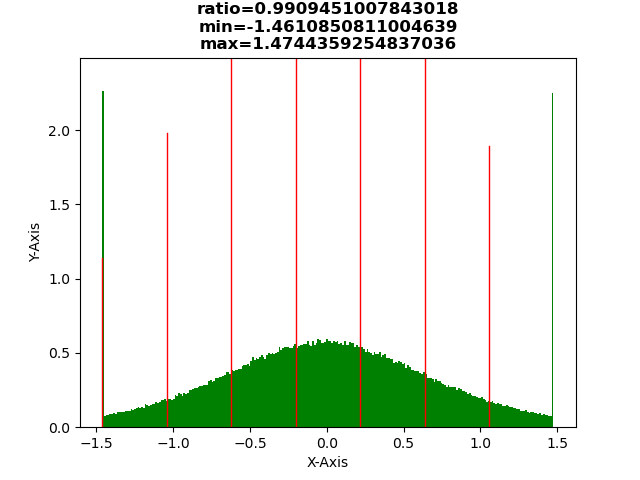 ratio=0.9909451007843018
min=-1.4610850811004639
max=1.4744359254837036
2.0
1.5
1.0
0.5
0.0
Y-Axis
−1.5 −1.0 −0.5 0.0 0.5 1.0 1.5
X-Axis